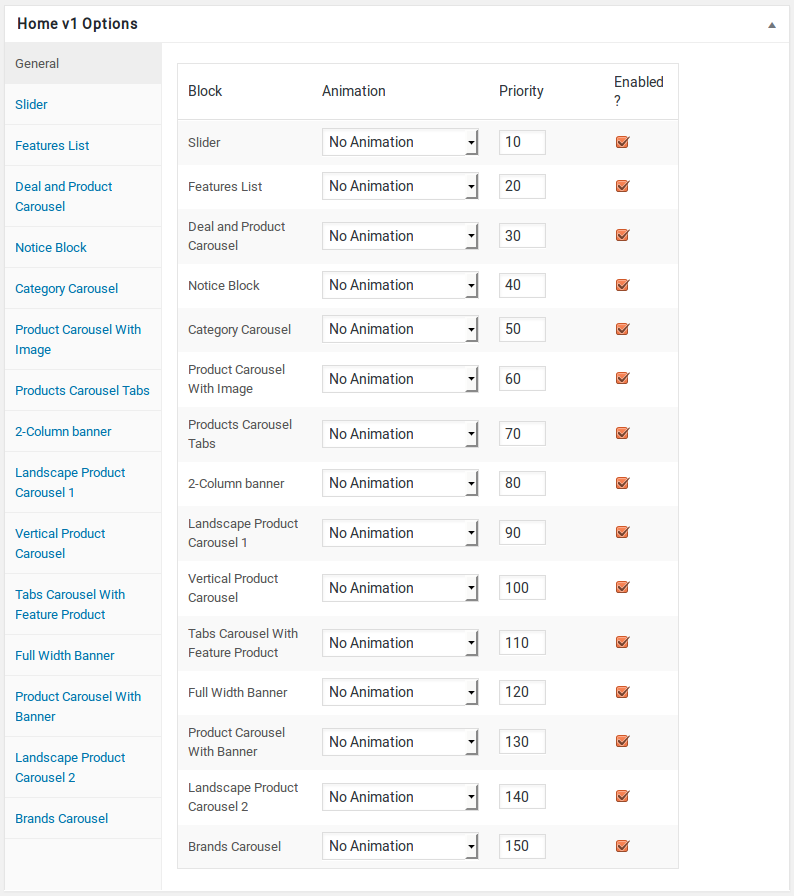 Home v1 Options
General
Slider
Features List
Deal and Product
Carousel
Notice Block
Category Carousel
Product Carousel With
Image
Products Carousel Tabs
2-Column banner
Landscape Product
Carousel 1
Vertical Product
Carousel
Tabs Carousel With
Feature Product
Full Width Banner
Product Carousel With
Banner
Landscape Product
Carousel 2
Brands Carousel
Block Animation Priority Enabled
?
Slider No Animation 10
Features List No Animation 20
Deal and Product
Carousel No Animation 30
Notice Block No Animation 40
Category Carousel No Animation 50
Product Carousel
With Image No Animation 60
Products Carousel
Tabs No Animation 70
2-Column banner No Animation 80
Landscape Product
Carousel 1 No Animation 90
Vertical Product
Carousel No Animation 100
Tabs Carousel With
Feature Product No Animation 110
Full Width Banner No Animation 120
Product Carousel
With Banner No Animation 130
Landscape Product
Carousel 2 No Animation 140
Brands Carousel No Animation 150